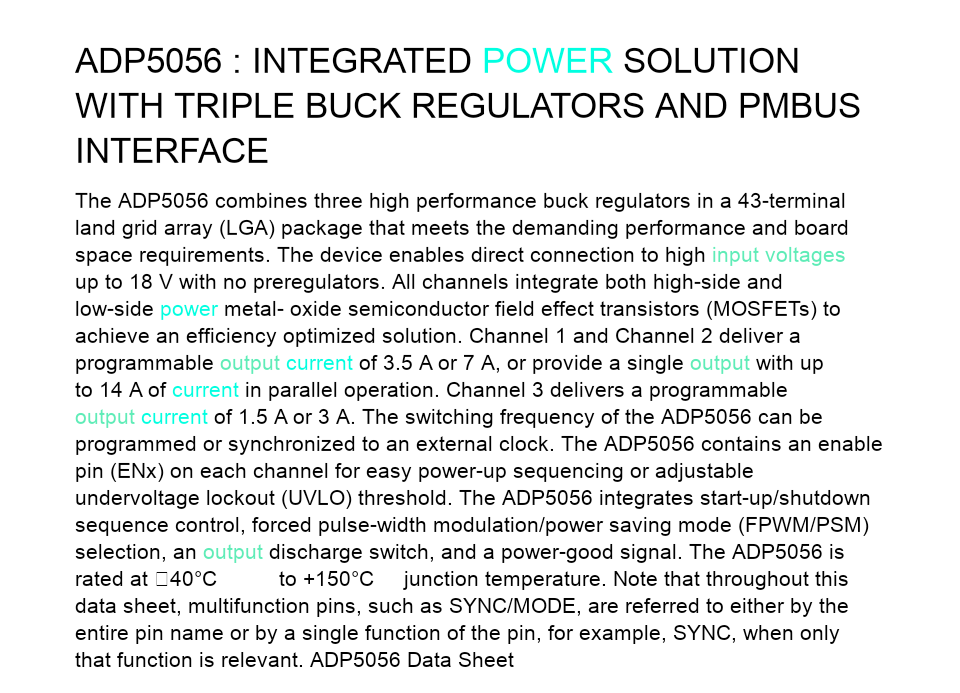 ADP5056 : INTEGRATED POWER SOLUTION
WITH TRIPLE BUCK REGULATORS AND PMBUS
INTERFACE
The ADP5056 combines three high performance buck regulators in a 43-terminal
land grid array (LGA) package that meets the demanding performance and board
space requirements. The device enables direct connection to high input voltages
up to 18 V with no preregulators. All channels integrate both high-side and
low-side power metal- oxide semiconductor field effect transistors (MOSFETs) to
achieve an efficiency optimized solution. Channel 1 and Channel 2 deliver a
programmable output current of 3.5 A or 7 A, or provide a single output with up
to 14 A of current in parallel operation. Channel 3 delivers a programmable
output current of 1.5 A or 3 A. The switching frequency of the ADP5056 can be
programmed or synchronized to an external clock. The ADP5056 contains an enable
pin (ENx) on each channel for easy power-up sequencing or adjustable
undervoltage lockout (UVLO) threshold. The ADP5056 integrates start-up/shutdown
sequence control, forced pulse-width modulation/power saving mode (FPWM/PSM)
selection, an output discharge switch, and a power-good signal. The ADP5056 is
rated at □40°C to +150°C junction temperature. Note that throughout this
data sheet, multifunction pins, such as SYNC/MODE, are referred to either by the
entire pin name or by a single function of the pin, for example, SYNC, when only
that function is relevant. ADP5056 Data Sheet